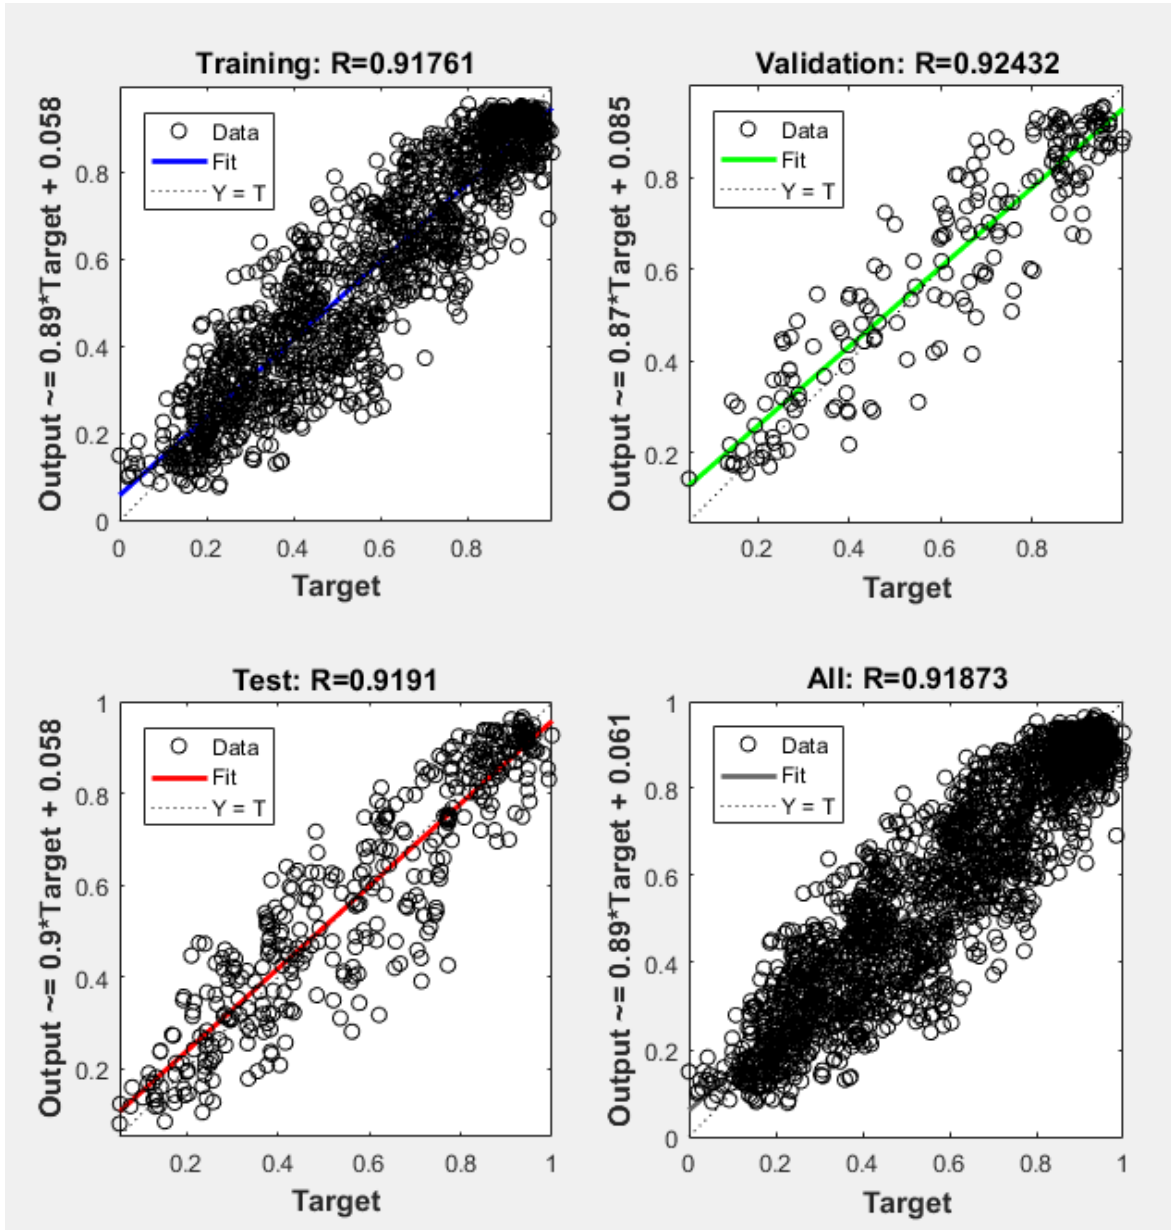 Training: R=0.91761
Output ~= 0.89*Target + 0.058
Data
Fit
Y = T
0.8
0.6
0.4
0.2
0
0 0.2 0.4 0.6 0.8
Target
Validation: R=0.92432
Output ~= 0.87*Target + 0.085
Data
Fit
Y = T
0.8
0.6
0.4
0.2
0.2 0.4 0.6 0.8
Target
Test: R=0.9191
Output ~= 0.9*Target + 0.058
Data
Fit
Y = T
1
0.8
0.6
0.4
0.2
0.2 0.4 0.6 0.8 1
Target
All: R=0.91873
Output ~= 0.89*Target + 0.061
Data
Fit
Y = T
1
0.8
0.6
0.4
0.2
0
0 0.2 0.4 0.6 0.8 1
Target